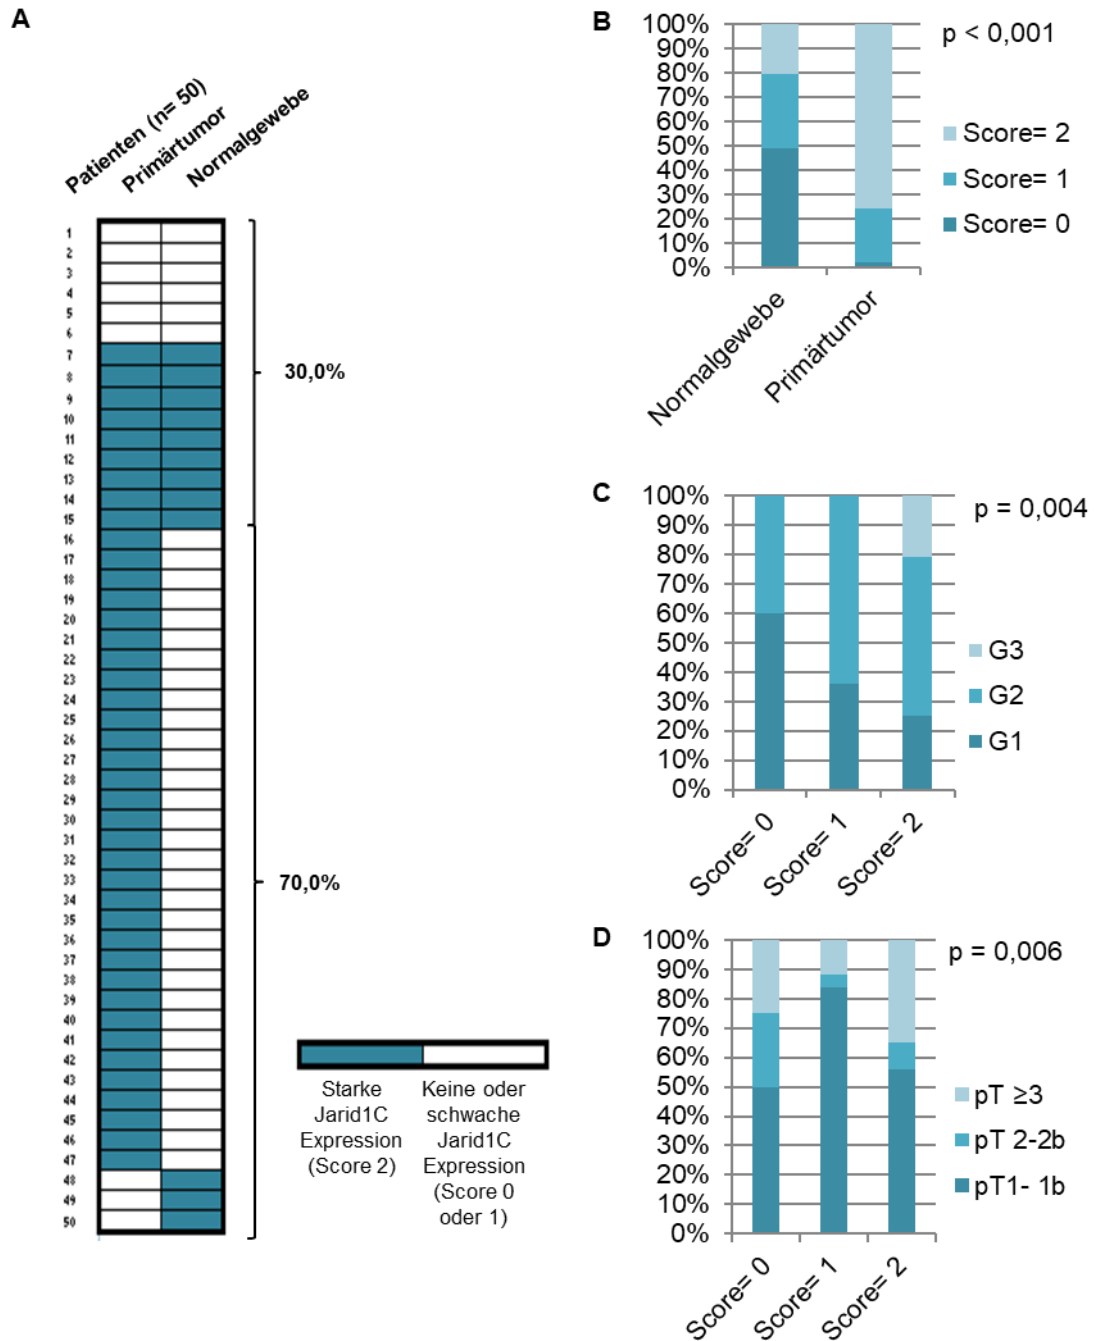 A
Patienten (n= 50)
Primärtumor
Normalgewebe
1
2
3
4
5
6
7
8
9
10
11
12
13
14
15
16
17
18
19
20
21
22
23
24
25
26
27
28
29
30
31
32
33
34
35
36
37
38
39
40
41
42
43
44
45
46
47
48
49
50
30,0%
70,0%
Starke
Jarid1C
Expression
(Score 2)
Keine oder
schwache
Jarid1C
Expression
(Score 0
oder 1)
B
100%
90%
80%
70%
60%
50%
40%
30%
20%
10%
0%
Normalgewebe
Primärtumor
p < 0,001
Score= 2
Score= 1
Score= 0
C
100%
90%
80%
70%
60%
50%
40%
30%
20%
10%
0%
Score= 0
Score= 1
Score= 2
p = 0,004
G3
G2
G1
D
100%
90%
80%
70%
60%
50%
40%
30%
20%
10%
0%
Score= 0
Score= 1
Score= 2
p = 0,006
pT ≥3
pT 2-2b
pT1- 1b